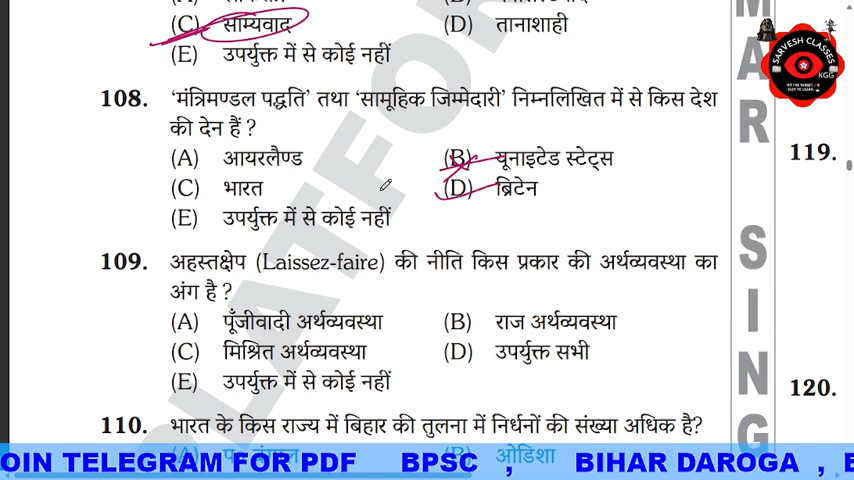 (C) साम्यवाद (D) तानाशाही
(E) उपर्युक्त में से कोई नहीं
108. 'मंत्रिमण्डल पद्धति' तथा 'सामूहिक जिम्मेदारी' निम्नलिखित में से किस देश
की देन हैं ?
(A) आयरलैण्ड (B) यूनाइटेड स्टेट्स
(C) भारत (D) ब्रिटेन
(E) उपर्युक्त में से कोई नहीं
109. अहस्तक्षेप (Laissez-faire) की नीति किस प्रकार की अर्थव्यवस्था का
अंग है ?
(A) पूँजीवादी अर्थव्यवस्था (B) राज अर्थव्यवस्था
(C) मिश्रित अर्थव्यवस्था (D) उपर्युक्त सभी
(E) उपर्युक्त में से कोई नहीं
110. भारत के किस राज्य में बिहार की तुलना में निर्धनों की संख्या अधिक है?
(A) (B) ओडिशा
119.
120.
M
A
R
S
I
N
G
PLATFOR
SARVESH CLASSES
KGG
OIN TELEGRAM FOR PDF BPSC , BIHAR DAROGA ,